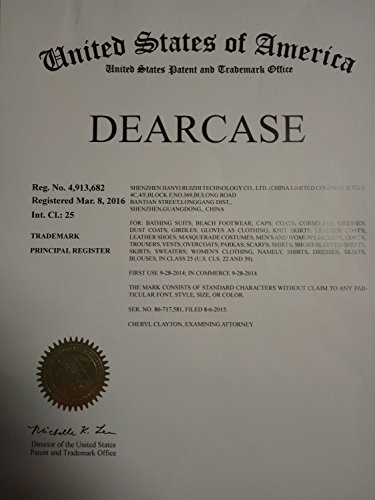 United States of America
United States Patent and Trademark Office
DEARCASE
Reg. No. 4,913,682
Registered Mar. 8, 2016
Int. Cl.: 25
TRADEMARK
PRINCIPAL REGISTER
SHENZHEN JIANYIRUIZHI TECHNOLOGY CO., LTD. (CHINA LIMITED COMPANY (LTD.))
4C,4/F,BLOCK F,NO.369,BULONG ROAD
BANTIAN STREET,LONGGANG DIST.,
SHENZHEN,GUANGDONG,, CHINA
FOR: BATHING SUITS; BEACH FOOTWEAR; CAPS; COATS; CORSELETS; DRESSES;
DUST COATS; GIRDLES; GLOVES AS CLOTHING; KNIT SKIRTS; LEATHER COATS;
LEATHER SHOES; MASQUERADE COSTUMES; MEN'S AND WOMEN'S JACKETS, COATS,
TROUSERS, VESTS; OVERCOATS; PARKAS; SCARFS; SHIRTS; SHORT-SLEEVED SHIRTS;
SKIRTS; SWEATERS; WOMEN'S CLOTHING, NAMELY, SHIRTS, DRESSES, SKIRTS,
BLOUSES, IN CLASS 25 (U.S. CLS. 22 AND 39).
FIRST USE 9-28-2014; IN COMMERCE 9-28-2014.
THE MARK CONSISTS OF STANDARD CHARACTERS WITHOUT CLAIM TO ANY PAR-
TICULAR FONT, STYLE, SIZE, OR COLOR.
SER. NO. 86-717,581, FILED 8-6-2015.
CHERYL CLAYTON, EXAMINING ATTORNEY
Michelle K. Lee
Director of the United States
Patent and Trademark Office